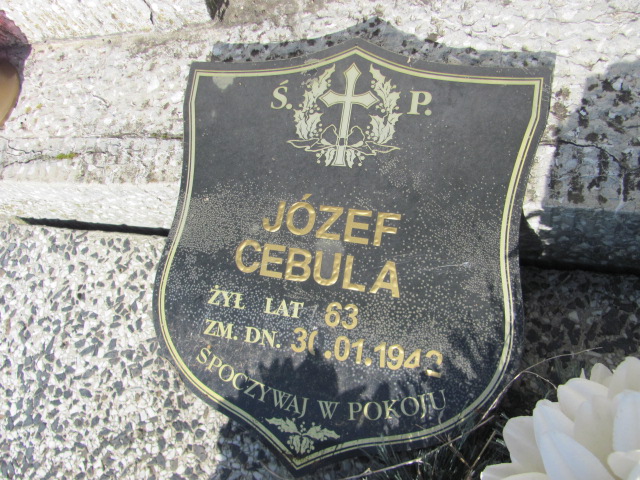 Ś. P.
JÓZEF
CEBULA
ŻYŁ LAT 63
ZM. DN.
SPOCZYWAJ W POKOJU